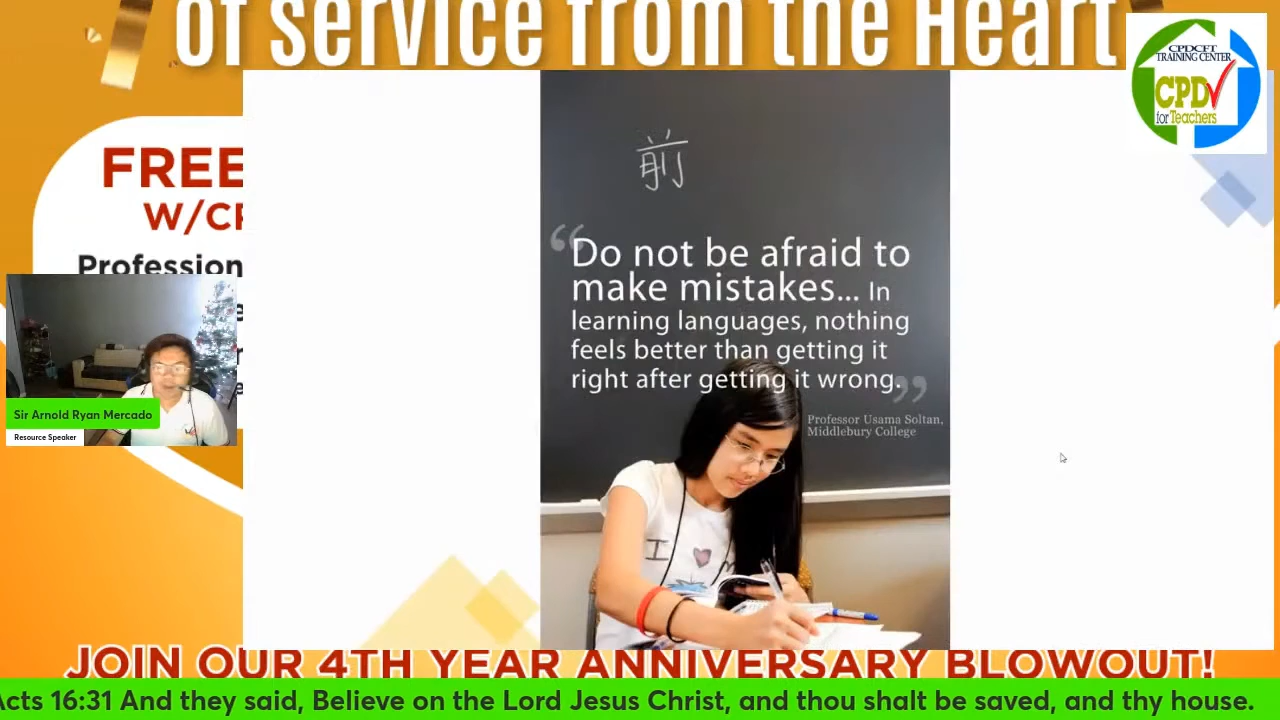 of service from the Heart
CPDCFT
TRAINING CENTER
CPD
for Teachers
FREE
W/CP
Profession
前
“Do not be afraid to
make mistakes... In
learning languages, nothing
feels better than getting it
right after getting it wrong.”
Professor Usama Soltan,
Middlebury College
Sir Arnold Ryan Mercado
Resource Speaker
I
JOIN OUR 4TH YEAR ANNIVERSARY BLOWOUT!
Acts 16:31 And they said, Believe on the Lord Jesus Christ, and thou shalt be saved, and thy house.